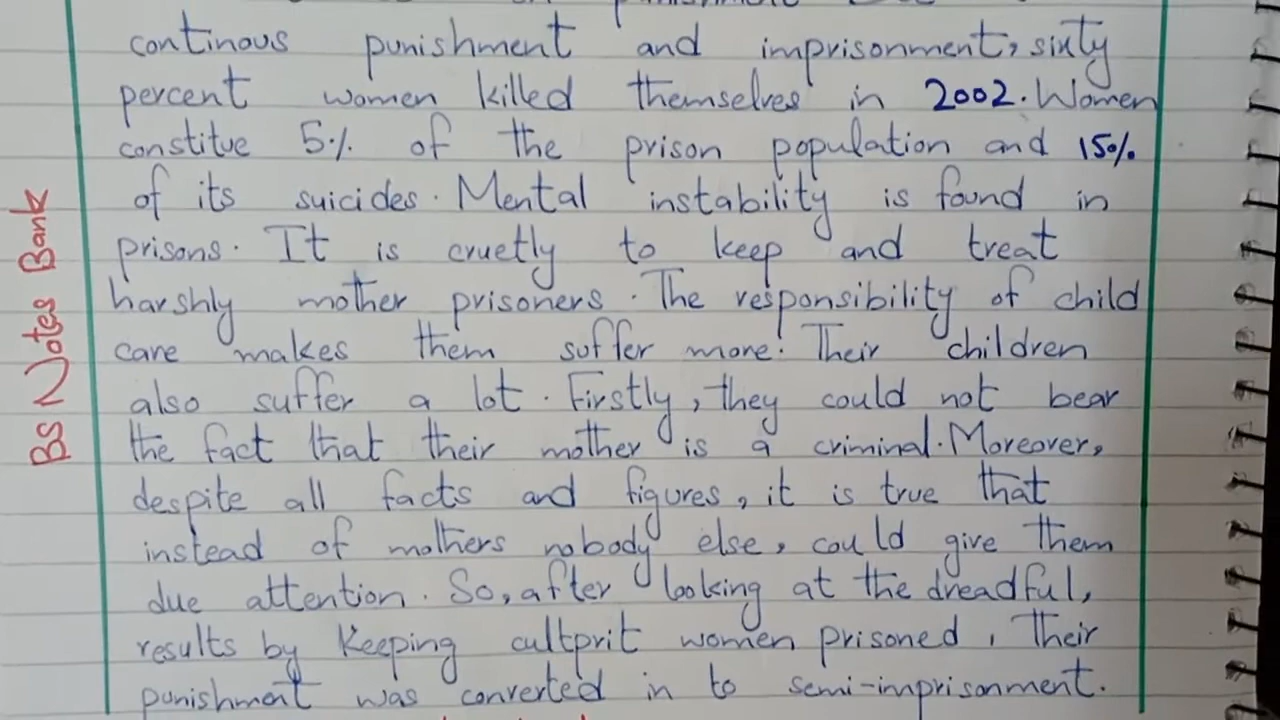 continous punishment and imprisonment, sixty
percent women killed themselves in 2002. Women
constitue 5% of the prison population and 15%
of its suicides. Mental instability is found in
prisons. It is cruetly to keep and treat
harshly mother prisoners. The responsibility of child
care makes them suffer more. Their children
also suffer a lot. Firstly, they could not bear
the fact that their mother is a criminal. Moreover,
despite all facts and figures, it is true that
instead of mothers nobody else, could give them
due attention. So, after looking at the dreadful,
results by keeping cultprit women prisoned, their
punishment was converted in to semi-imprisonment.
BS Notes Bank